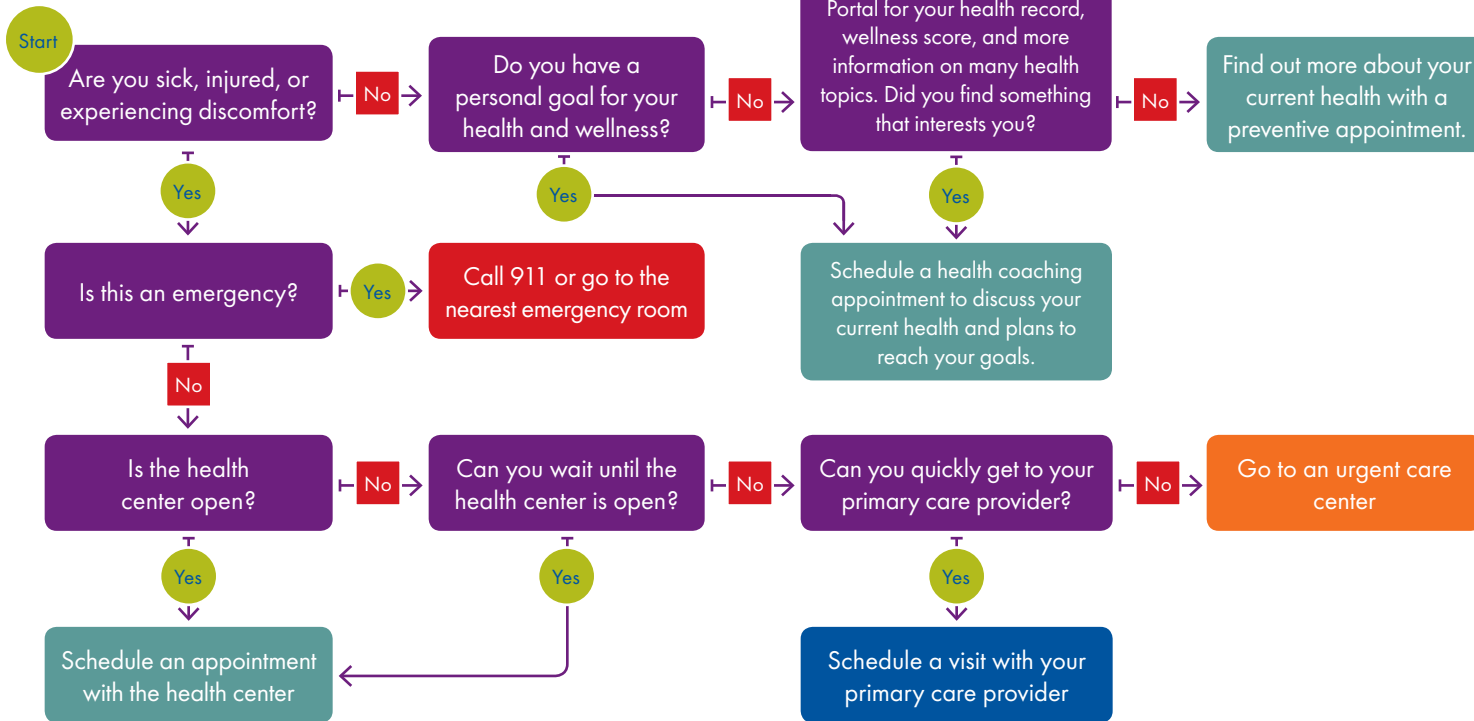 Start
Are you sick, injured, or
experiencing discomfort?
No
Do you have a
personal goal for your
health and wellness?
No
Portal for your health record,
wellness score, and more
information on many health
topics. Did you find something
that interests you?
No
Find out more about your
current health with a
preventive appointment.
Yes
Yes
Yes
Is this an emergency?
Yes
Call 911 or go to the
nearest emergency room
Schedule a health coaching
appointment to discuss your
current health and plans to
reach your goals.
No
Is the health
center open?
No
Can you wait until the
health center is open?
No
Can you quickly get to your
primary care provider?
No
Go to an urgent care
center
Yes
Yes
Yes
Schedule an appointment
with the health center
Schedule a visit with your
primary care provider